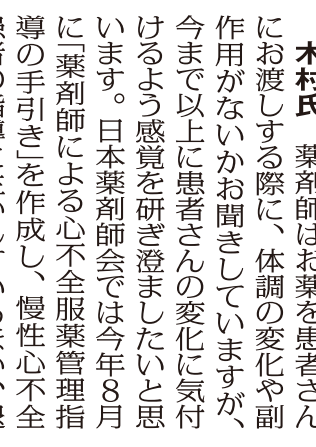 木村氏　薬剤師はお薬を患者さん
にお渡しする際に、体調の変化や副
作用がないかお聞きしていますが、
今まで以上に患者さんの変化に気付
けるよう感覚を研ぎ澄ましたいと思
います。日本薬剤師会では今年８月
に「薬剤師による心不全服薬管理指
導の手引き」を作成し、慢性心不全